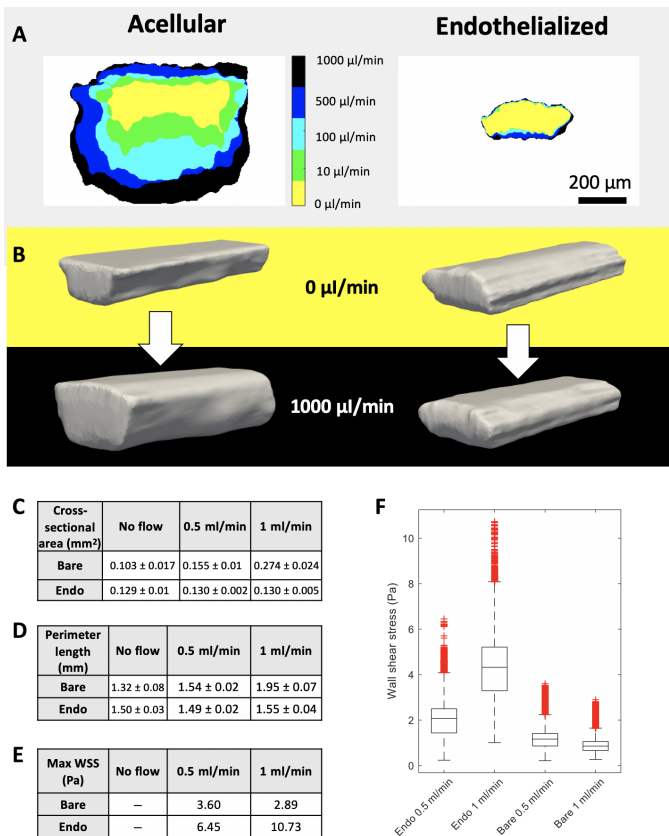 Acellular
Endothelialized
A
1000 µl/min
500 µl/min
100 µl/min
10 µl/min
0 µl/min
200 µm
B
0 µl/min
1000 µl/min
C
Cross-sectional area (mm²) No flow 0.5 ml/min 1 ml/min
Bare 0.103 ± 0.017 0.155 ± 0.01 0.274 ± 0.024
Endo 0.129 ± 0.01 0.130 ± 0.002 0.130 ± 0.005
D
Perimeter length (mm) No flow 0.5 ml/min 1 ml/min
Bare 1.32 ± 0.08 1.54 ± 0.02 1.95 ± 0.07
Endo 1.50 ± 0.03 1.49 ± 0.02 1.55 ± 0.04
E
Max WSS (Pa) No flow 0.5 ml/min 1 ml/min
Bare – 3.60 2.89
Endo – 6.45 10.73
F
Wall shear stress (Pa)
10
8
6
4
2
0
Endo 0.5 ml/min
Endo 1 ml/min
Bare 0.5 ml/min
Bare 1 ml/min